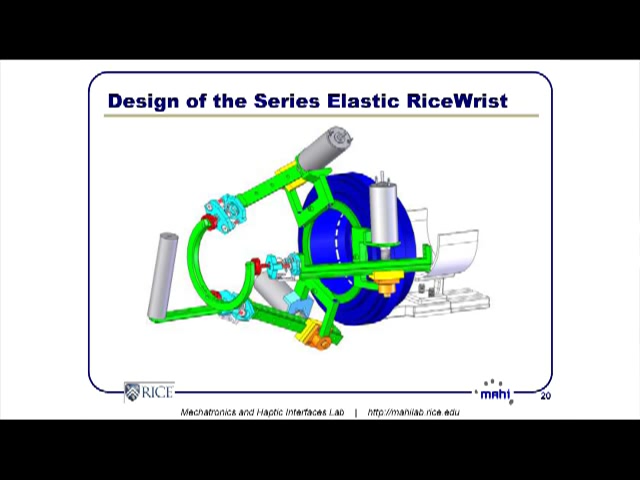 Design of the Series Elastic RiceWrist
RICE
mahi
20
Mechatronics and Haptic Interfaces Lab | http://mahilab.rice.edu